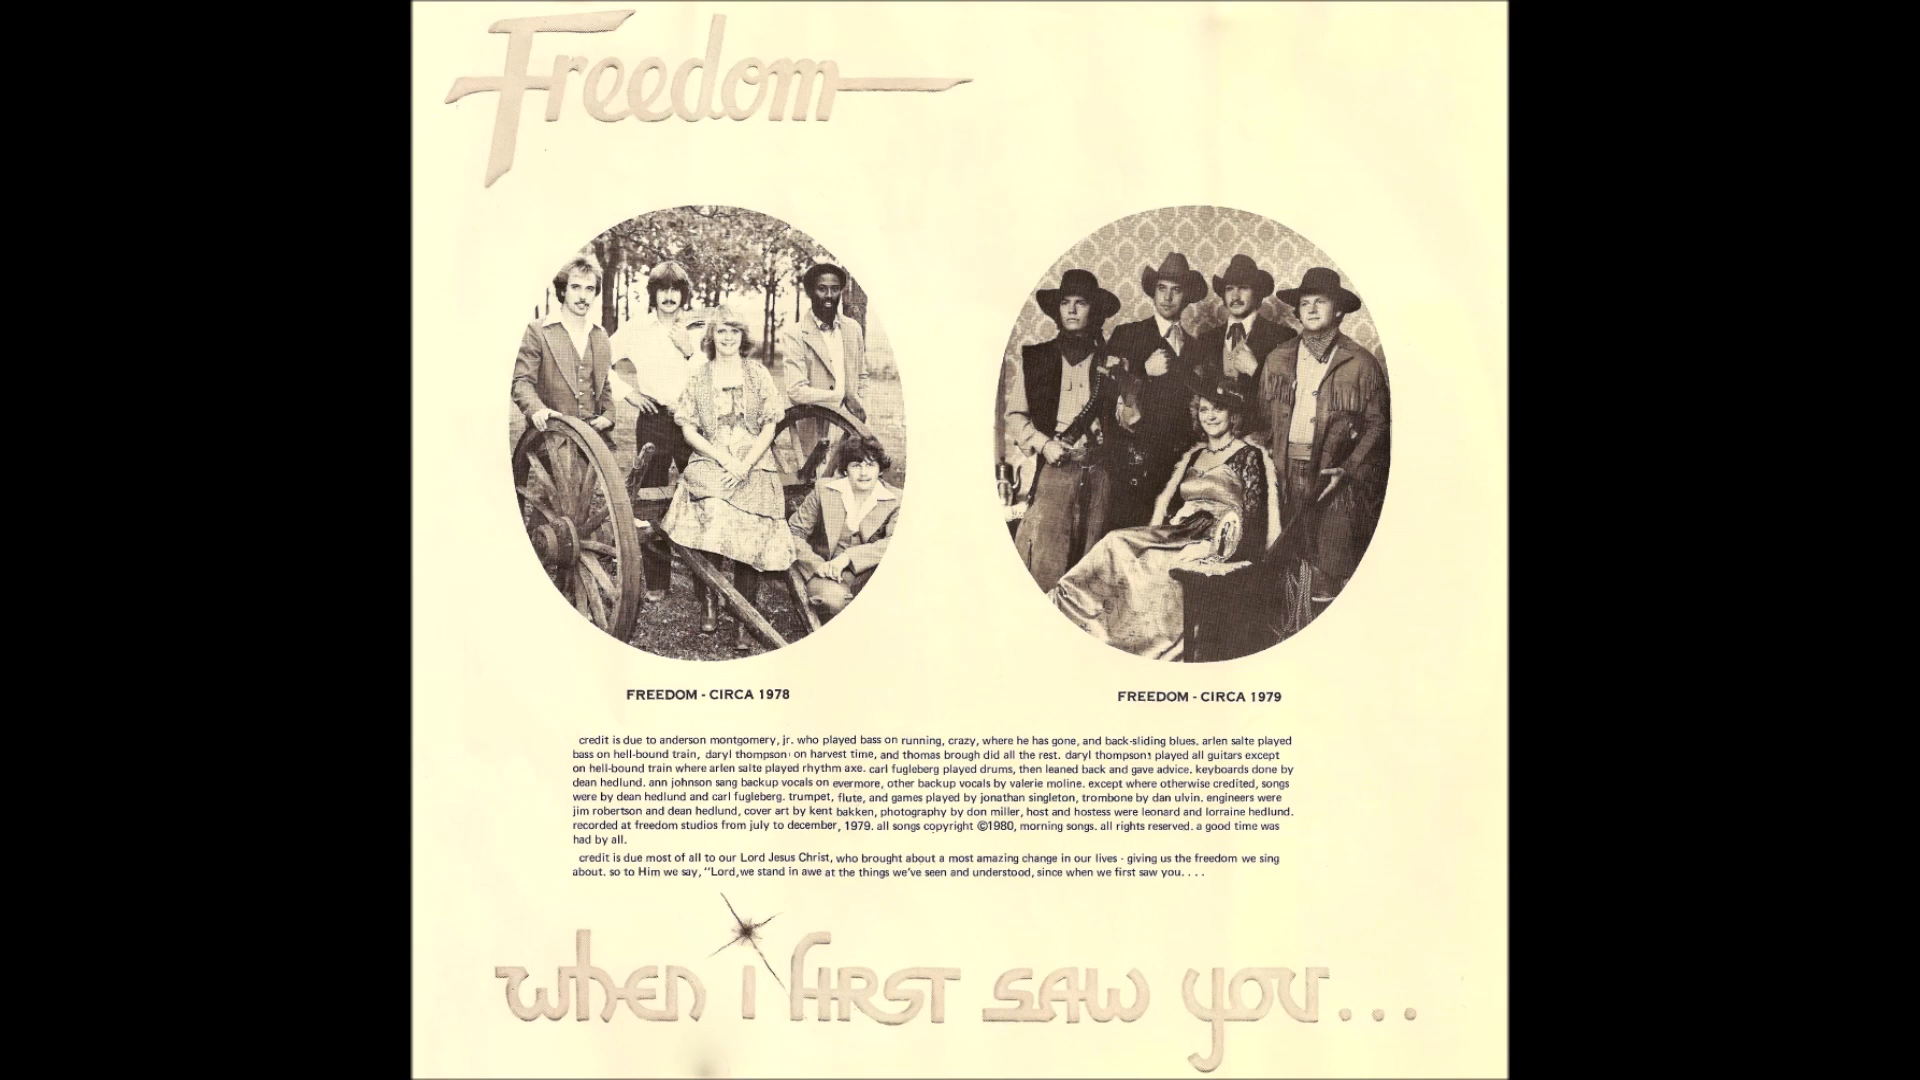 Freedom
FREEDOM - CIRCA 1978
FREEDOM - CIRCA 1979
credit is due to anderson montgomery, jr. who played bass on running, crazy, where he has gone, and back-sliding blues. arlen salte played
bass on hell-bound train, daryl thompson on harvest time, and thomas brough did all the rest. daryl thompson played all guitars except
on hell-bound train where arlen salte played rhythm axe. carl fugleberg played drums, then leaned back and gave advice. keyboards done by
dean hedlund. ann johnson sang backup vocals on evermore, other backup vocals by valerie moline. except where otherwise credited, songs
were by dean hedlund and carl fugleberg. trumpet, flute, and games played by jonathan singleton, trombone by dan ulvin. engineers were
jim robertson and dean hedlund, cover art by kent bakken, photography by don miller, host and hostess were leonard and lorraine hedlund.
recorded at freedom studios from july to december, 1979. all songs copyright ©1980, morning songs. all rights reserved. a good time was
had by all.
credit is due most of all to our Lord Jesus Christ, who brought about a most amazing change in our lives - giving us the freedom we sing
about. so to Him we say, "Lord,we stand in awe at the things we've seen and understood, since when we first saw you. . . .
when i first saw you...